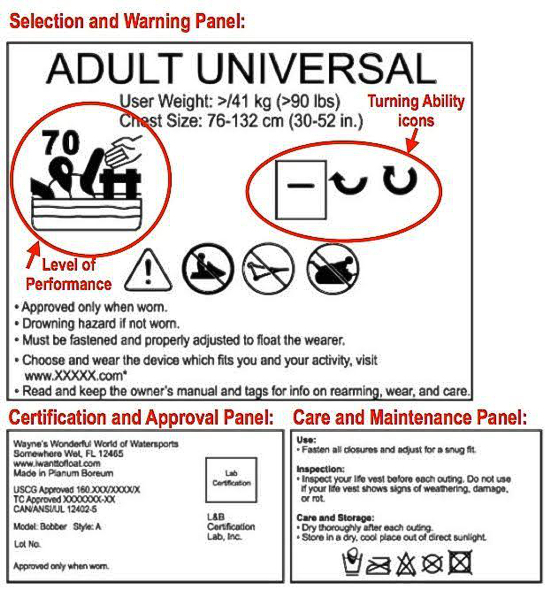 Selection and Warning Panel:
ADULT UNIVERSAL
User Weight: >/41 kg (>90 lbs)
Chest Size: 76-132 cm (30-52 in.)
Turning Ability
icons
70
Level of
Performance
• Approved only when worn.
• Drowning hazard if not worn.
• Must be fastened and properly adjusted to float the wearer.
• Choose and wear the device which fits you and your activity, visit
www.XXXXX.com*
• Read and keep the owner's manual and tags for info on rearming, wear, and care.
Certification and Approval Panel:
Wayne's Wonderful World of Watersports
Somewhere Wet, FL 12465
www.iwanttofloat.com
Made in Planum Boreum
USCG Approved 160.XXX/XXXX/X
TC Approved XXXXXXX-XX
CAN/ANSI/UL 12402-5
Model: Bobber Style: A
Lot No.
Approved only when worn.
Lab
Certification
L&B
Certification
Lab, Inc.
Care and Maintenance Panel:
Use:
• Fasten all closures and adjust for a snug fit.
Inspection:
• Inspect your life vest before each outing. Do not use
if your life vest shows signs of weathering, damage,
or rot.
Care and Storage:
• Dry thoroughly after each outing.
• Store in a dry, cool place out of direct sunlight.